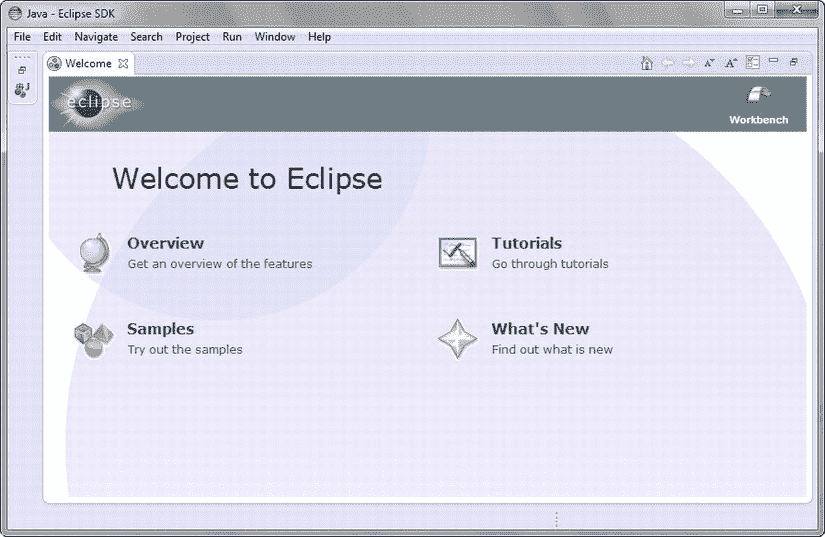 Java - Eclipse SDK
File Edit Navigate Search Project Run Window Help
Welcome
eclipse
Workbench
Welcome to Eclipse
Overview
Get an overview of the features
Tutorials
Go through tutorials
Samples
Try out the samples
What's New
Find out what is new